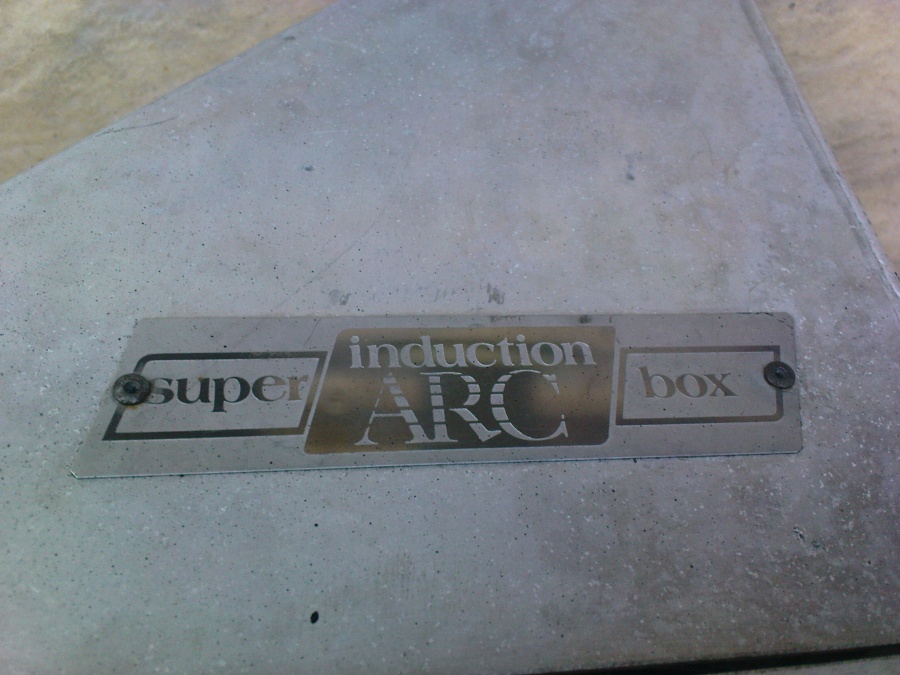 super induction box
ARC